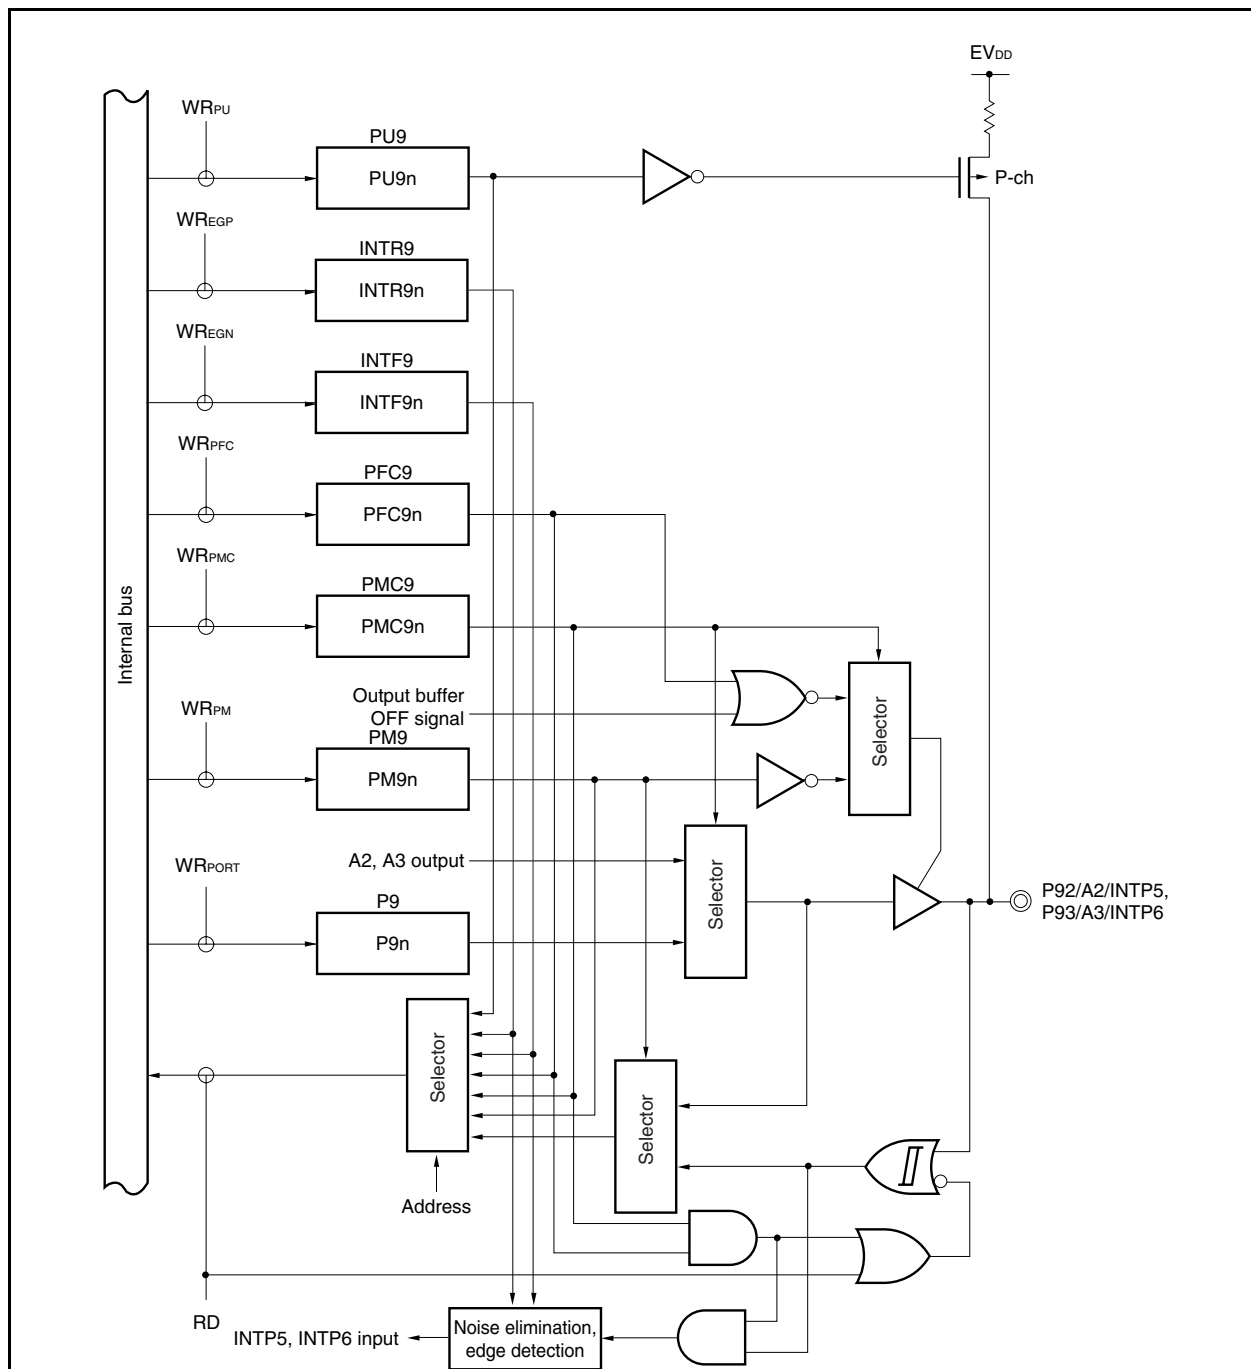 EVDD
WRPU
PU9
PU9n
P-ch
WREGP
INTR9
INTR9n
WREGN
INTF9
INTF9n
WRPFC
PFC9
PFC9n
WRPMC
PMC9
PMC9n
Internal bus
Output buffer
OFF signal
Selector
WRPM
PM9
PM9n
A2, A3 output
Selector
WRPORT
P9
P9n
P92/A2/INTP5,
P93/A3/INTP6
Selector
Selector
Address
RD
INTP5, INTP6 input
Noise elimination,
edge detection